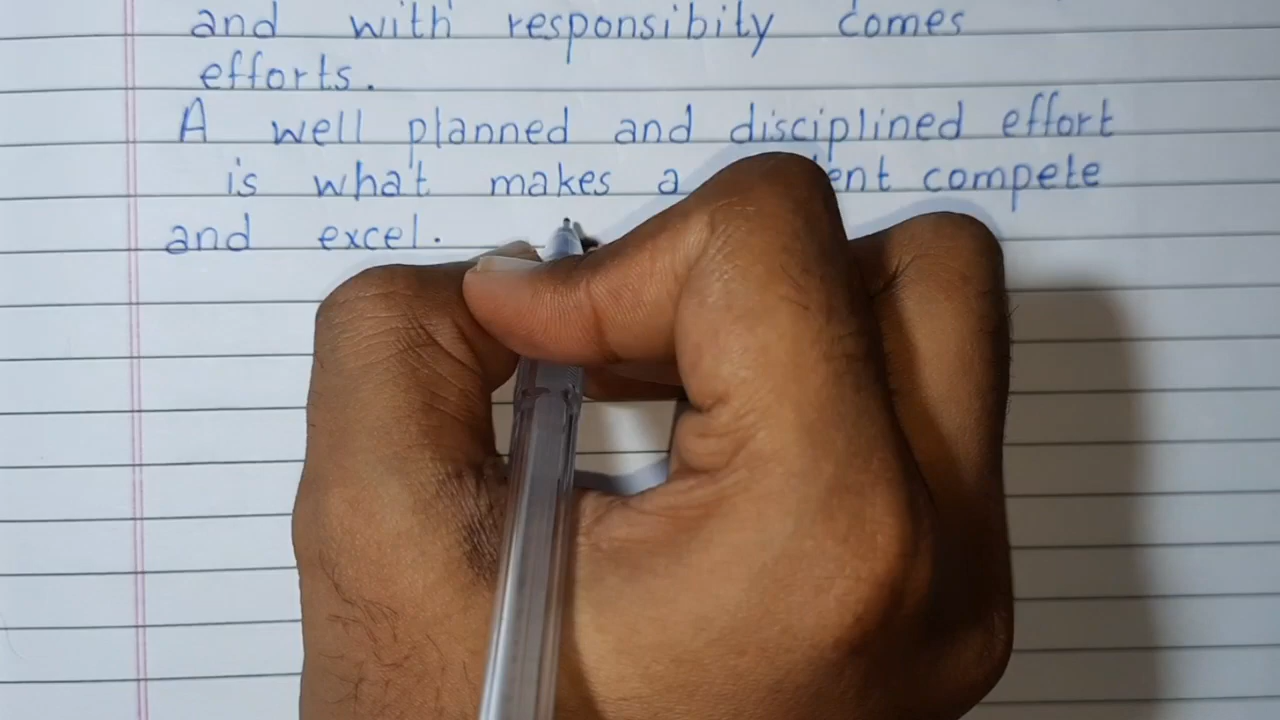 and with responsibity comes
efforts.
A well planned and disciplined effort
is what makes a compete
and excel.